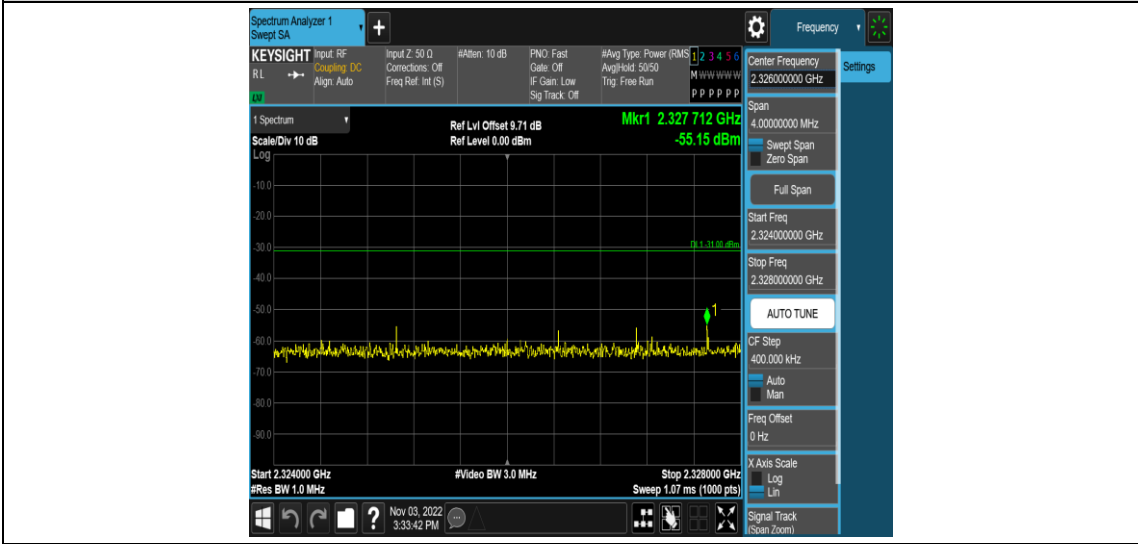 Spectrum Analyzer 1
Swept SA
+
Frequency
KEYSIGHT
RL
Input: RF
Coupling: DC
Align: Auto
Input Z: 50 Ω
Corrections: Off
Freq Ref: Int (S)
#Atten: 10 dB
PNO: Fast
Gate: Off
IF Gain: Low
Sig Track: Off
#Avg Type: Power (RMS
Avg|Hold: 50/50
Trig: Free Run
1 2 3 4 5 6
M W W W W W
P P P P P P
1 Spectrum
Scale/Div 10 dB
Log
Ref Lvl Offset 9.71 dB
Ref Level 0.00 dBm
Mkr1 2.327 712 GHz
-55.15 dBm
-10.0
-20.0
-30.0
DL1 -31.00 dBm
-40.0
-50.0
1
-60.0
-70.0
-80.0
-90.0
Start 2.324000 GHz
#Res BW 1.0 MHz
#Video BW 3.0 MHz
Stop 2.328000 GHz
Sweep 1.07 ms (1000 pts)
?
Nov 03, 2022
3:33:42 PM
Center Frequency
2.326000000 GHz
Settings
Span
4.00000000 MHz
Swept Span
Zero Span
Full Span
Start Freq
2.324000000 GHz
Stop Freq
2.328000000 GHz
AUTO TUNE
CF Step
400.000 kHz
Auto
Man
Freq Offset
0 Hz
X Axis Scale
Log
Lin
Signal Track
(Span Zoom)